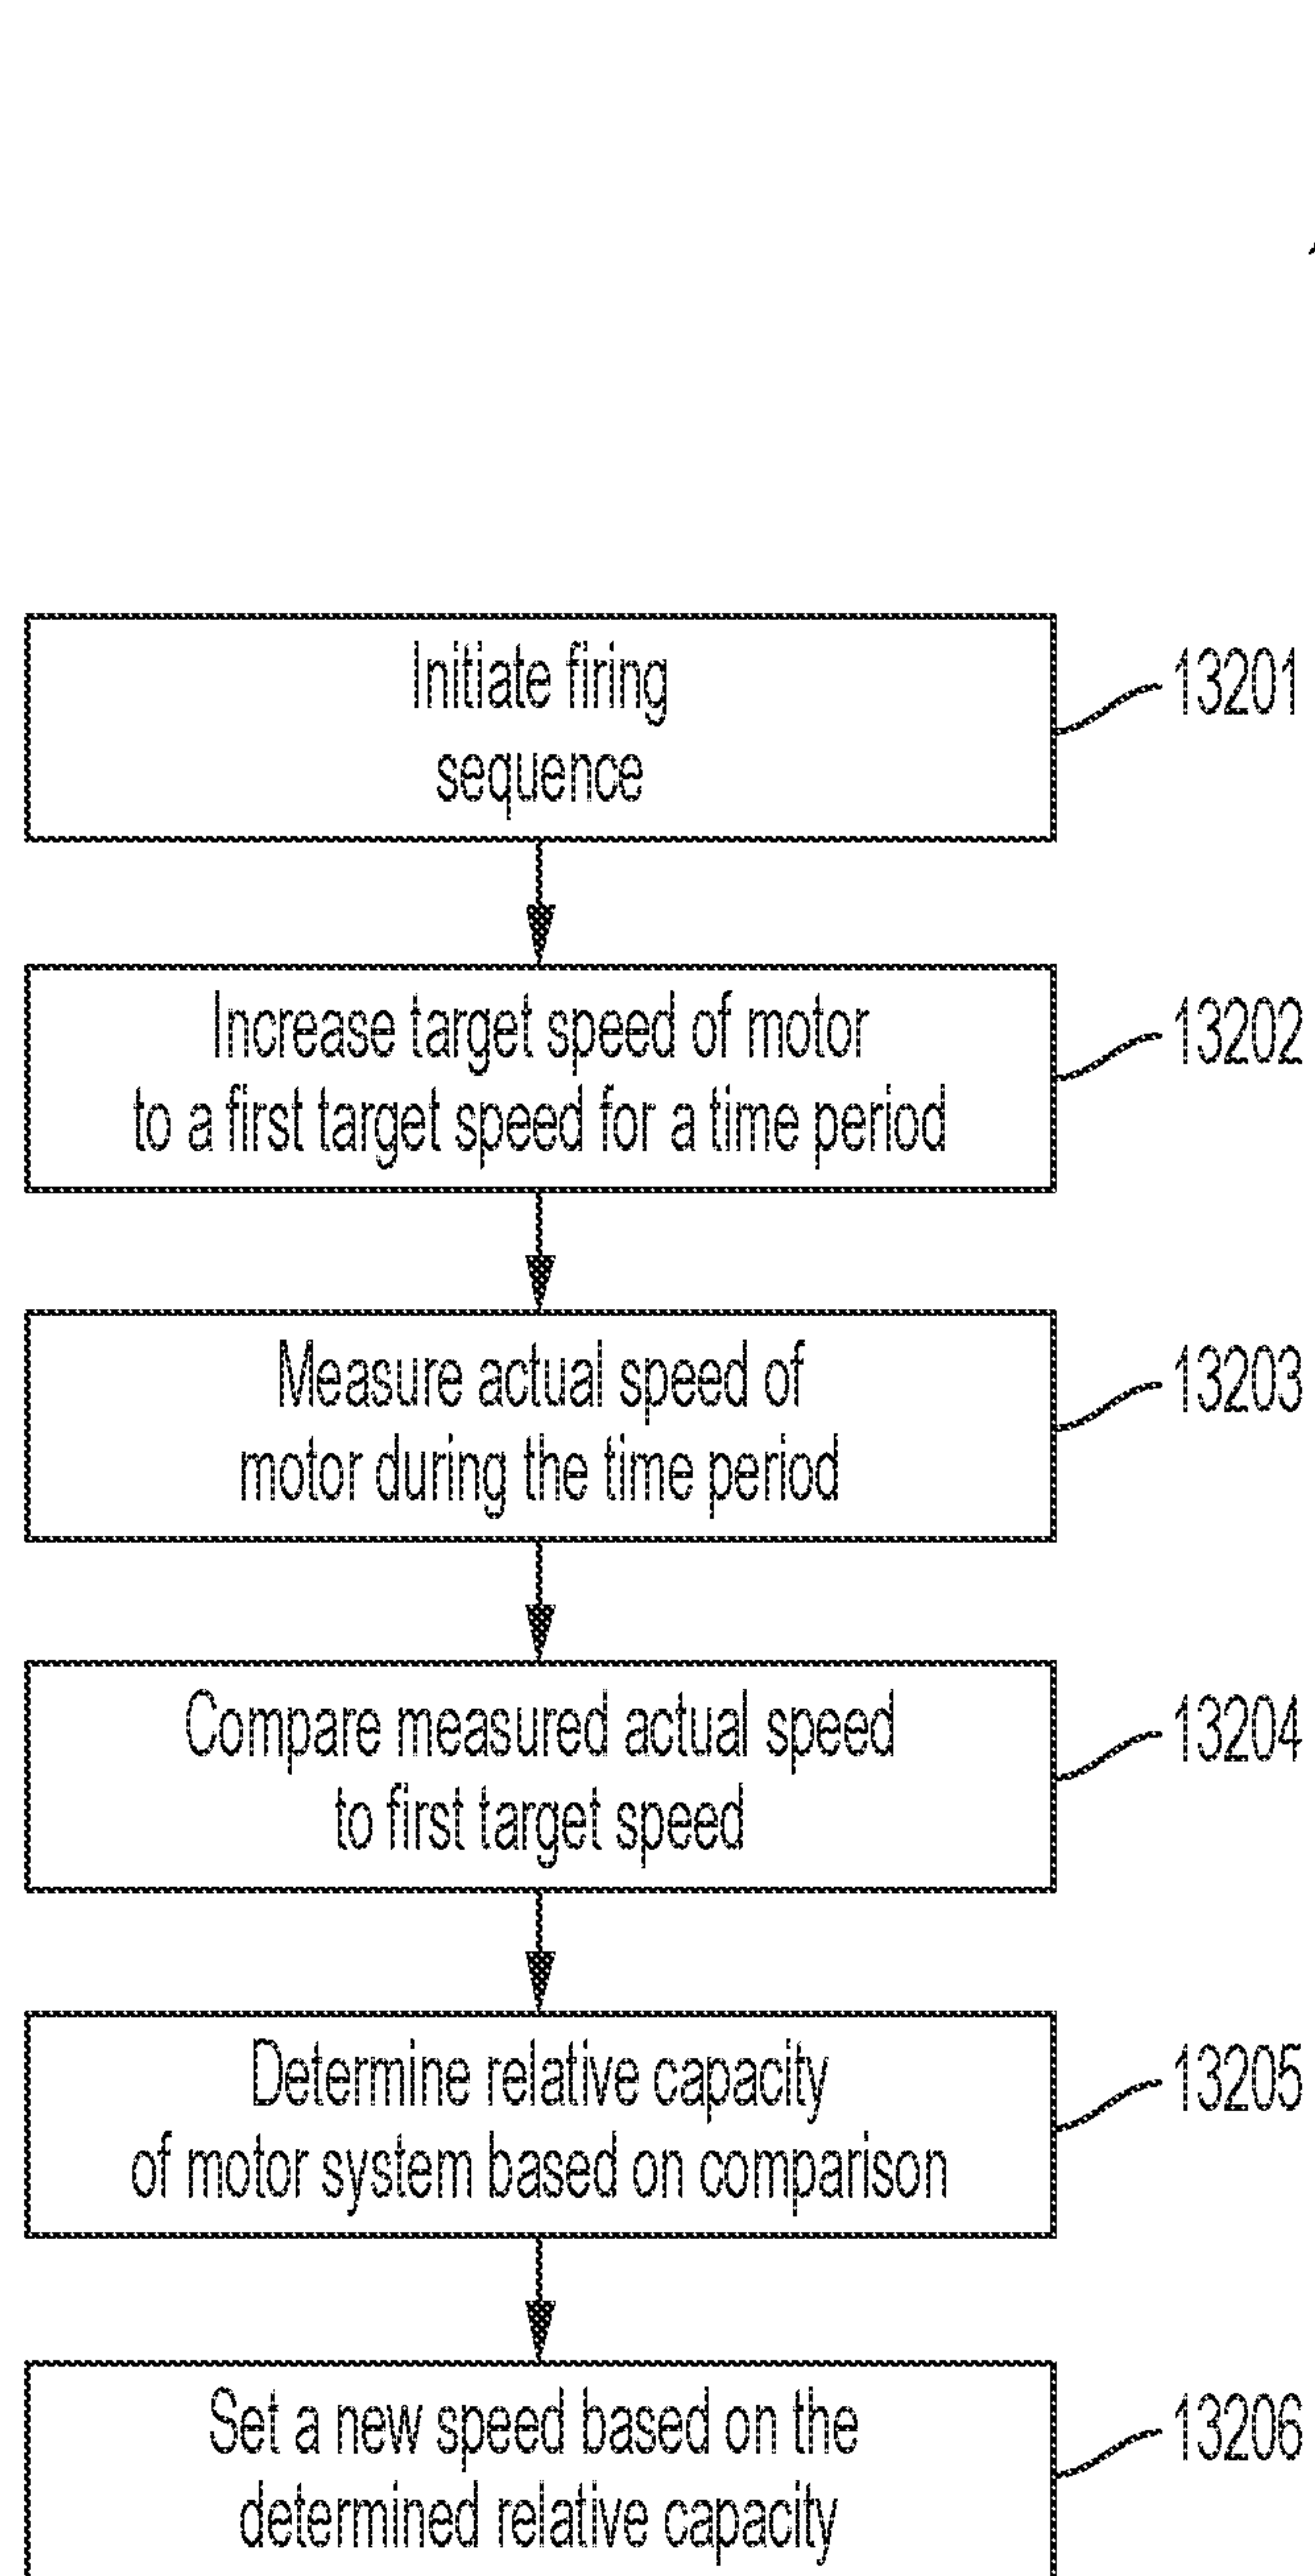 Initiate firing
sequence
13201
Increase target speed of motor
to a first target speed for a time period
13202
Measure actual speed of
motor during the time period
13203
Compare measured actual speed
to first target speed
13204
Determine relative capacity
of motor system based on comparison
13205
Set a new speed based on the
determined relative capacity
13206